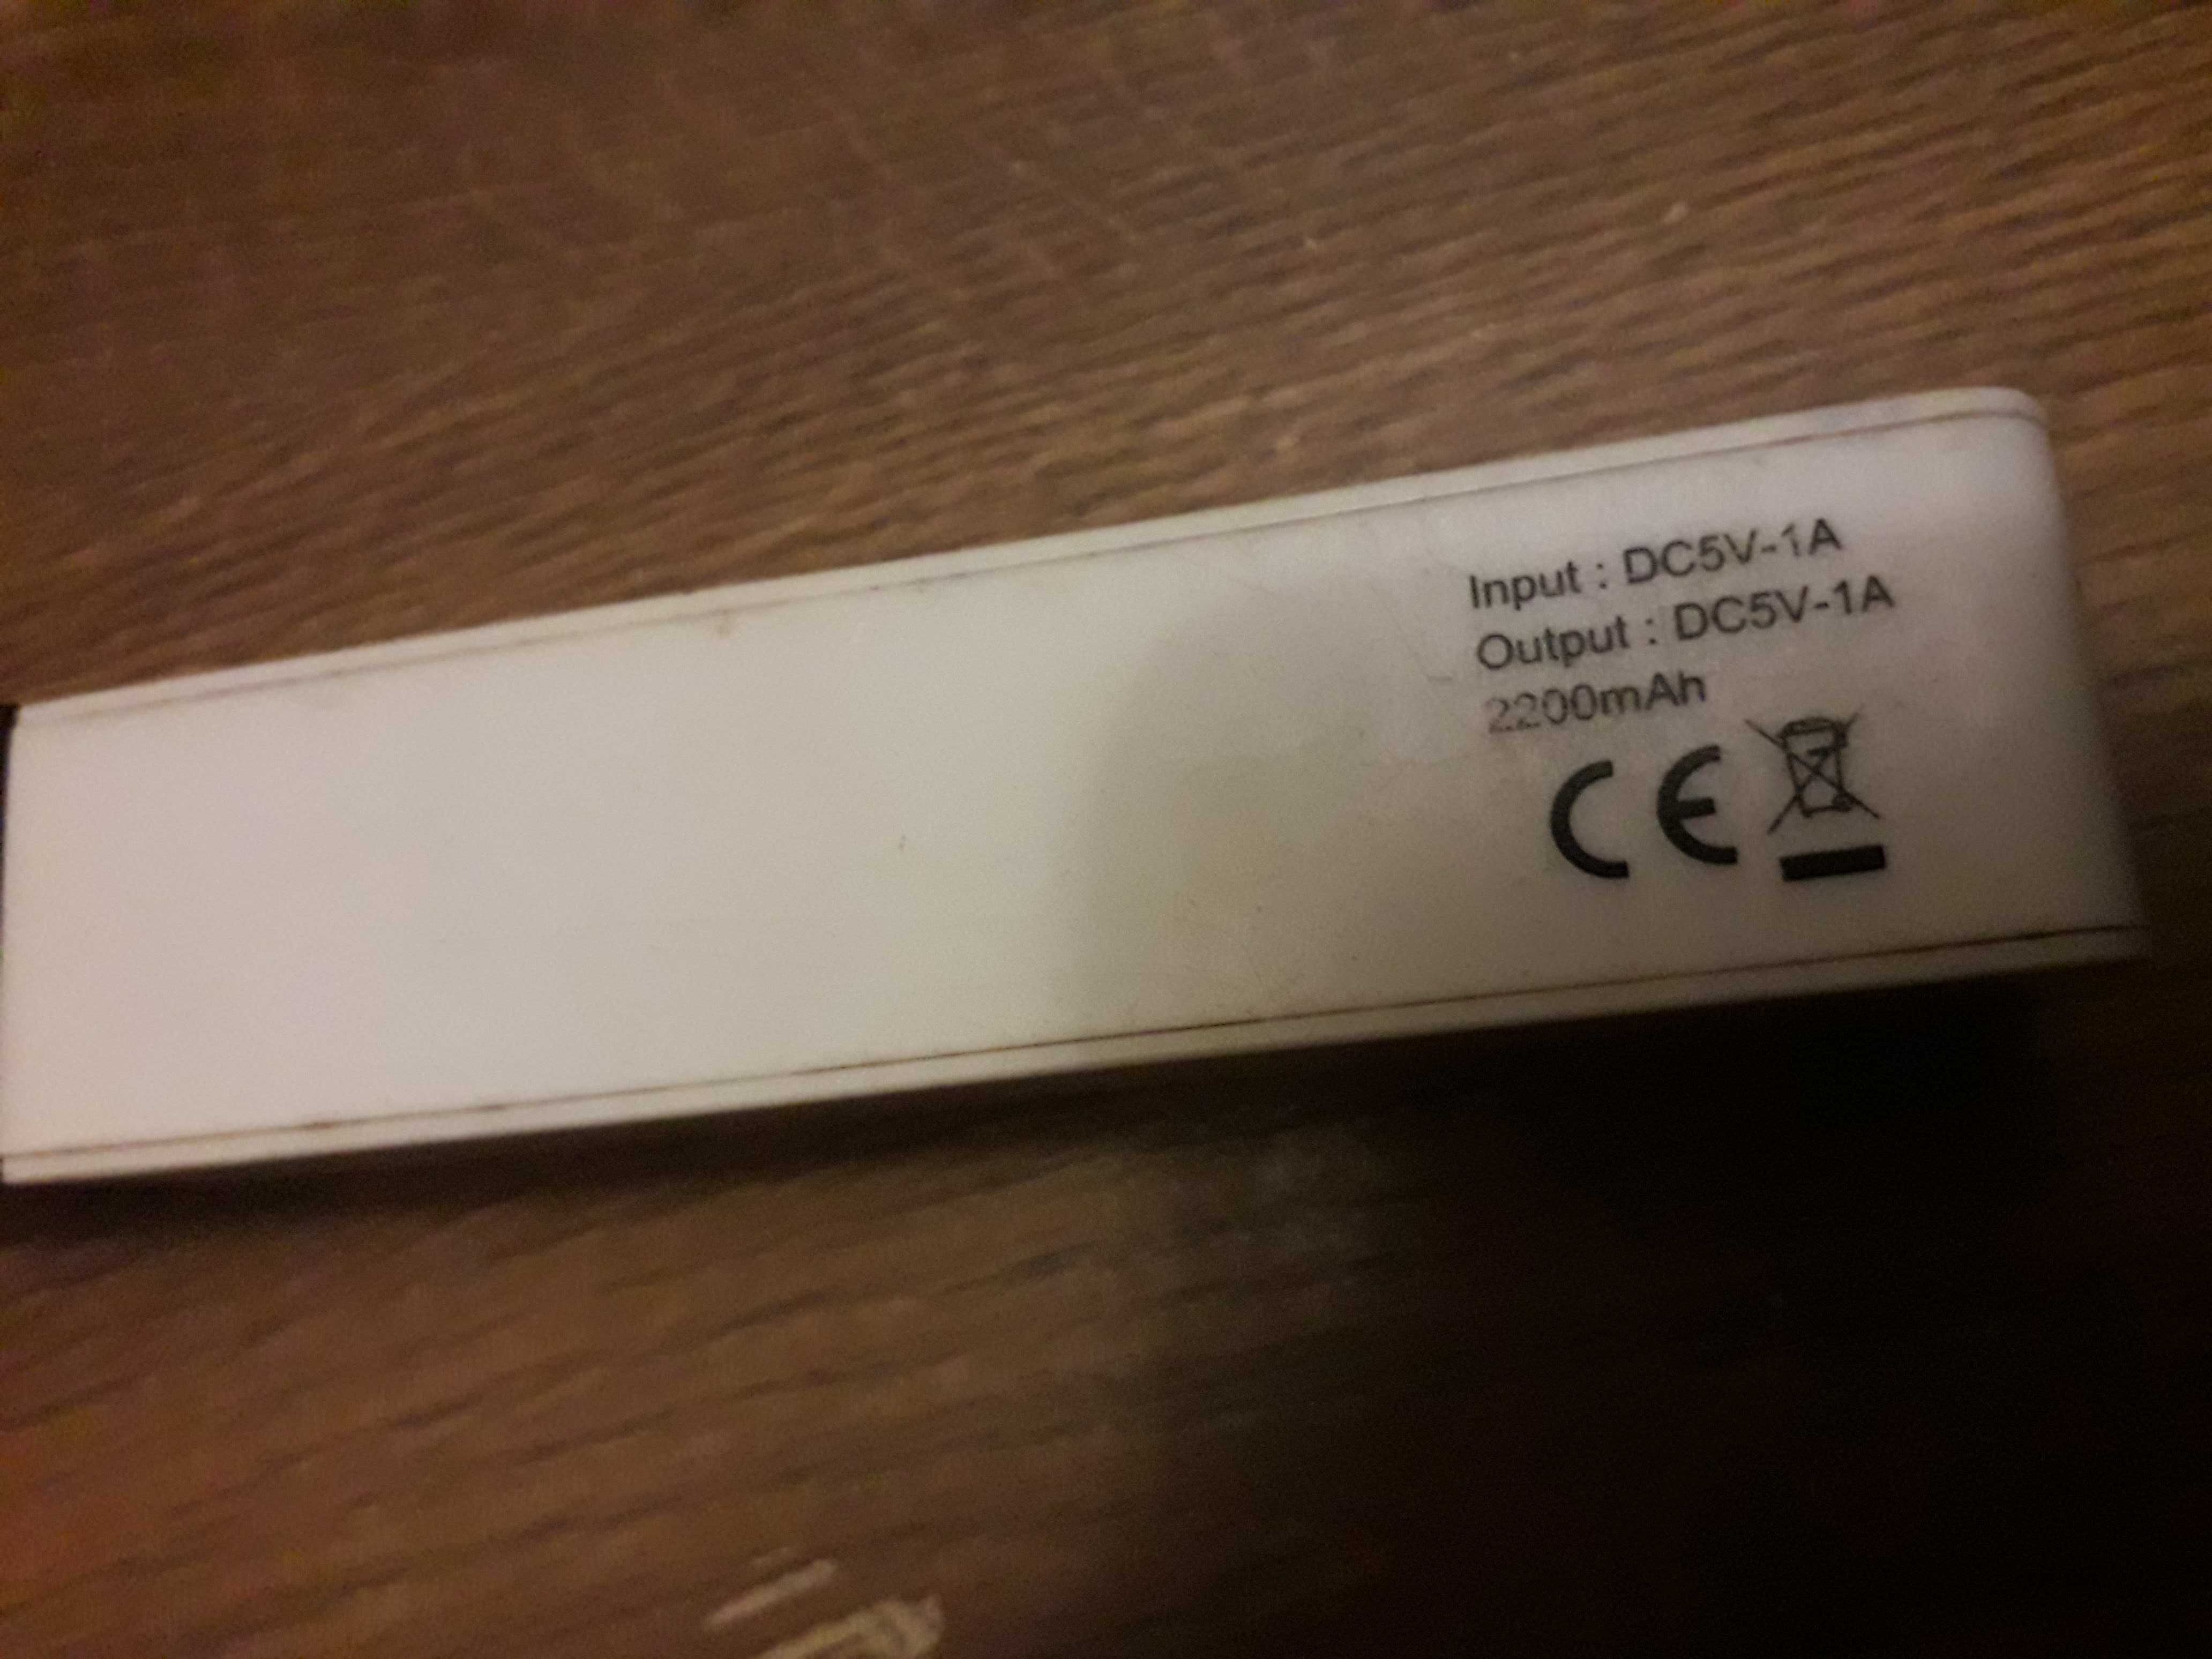 Input : DC5V-1A
Output : DC5V-1A
2200mAh
CE